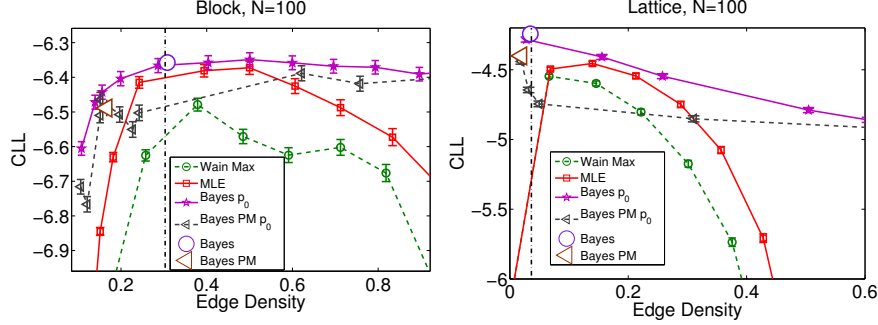 Block, N=100
−6.3
−6.4
−6.5
−6.6
−6.7
−6.8
−6.9
CLL
0.2
0.4
0.6
0.8
Edge Density
Wain Max
MLE
Bayes p0
Bayes PM p0
Bayes
Bayes PM
Lattice, N=100
−4
−4.5
−5
−5.5
−6
CLL
0
0.2
0.4
0.6
Edge Density
Wain Max
MLE
Bayes p0
Bayes PM p0
Bayes
Bayes PM